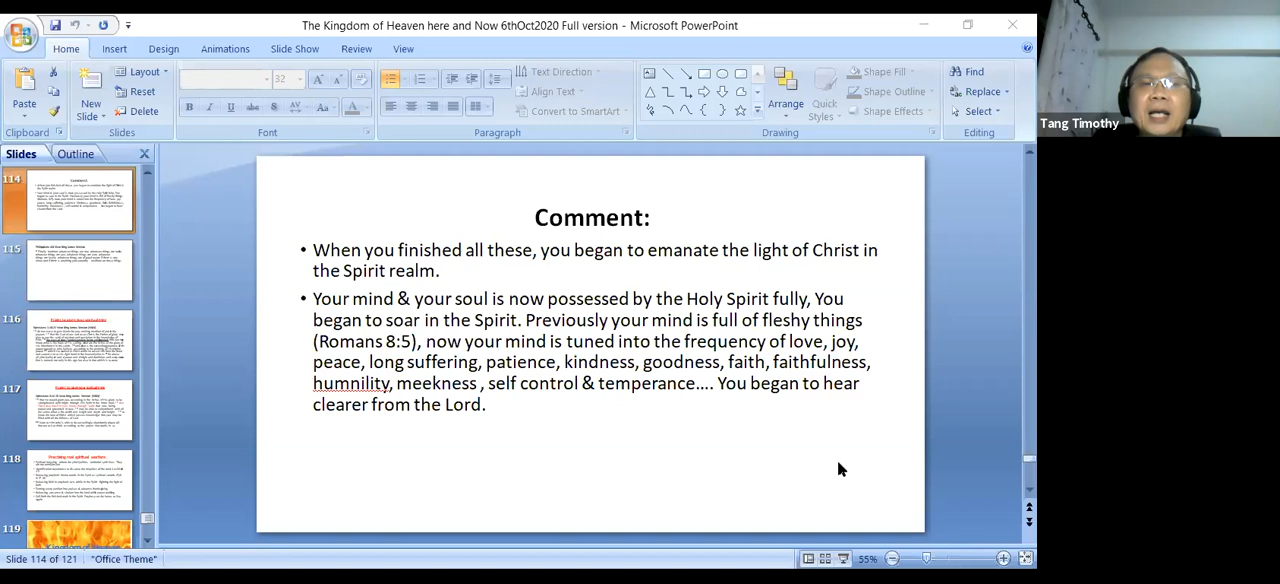 The Kingdom of Heaven here and Now 6thOct2020 Full version - Microsoft PowerPoint
Home Insert Design Animations Slide Show Review View
Paste
Clipboard
New
Slide
Layout
Reset
Delete
Slides
32
Font
Text Direction
Align Text
Convert to SmartArt
Paragraph
Arrange
Quick
Styles
Shape Fill
Shape Outline
Shape Effects
Drawing
Find
Replace
Select
Editing
Tang Timothy
Slides Outline
114
115
116
117
118
119
Comment:
• When you finished all these, you began to emanate the light of Christ in
the Spirit realm.
• Your mind & your soul is now possessed by the Holy Spirit fully, You
began to soar in the Spirit. Previously your mind is full of fleshy things
(Romans 8:5), now your mind is tuned into the frequency of love, joy,
peace, long suffering, patience, kindness, goodness, faith, faithfulness,
humnility, meekness , self control & temperance.... You began to hear
clearer from the Lord.
Slide 114 of 121 "Office Theme" 55%